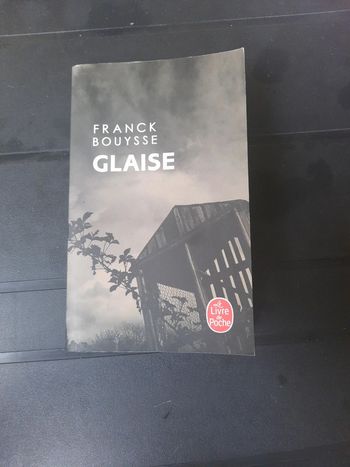 FRANCK
BOUYSSE
GLAISE
Le
Livre
de
Poche